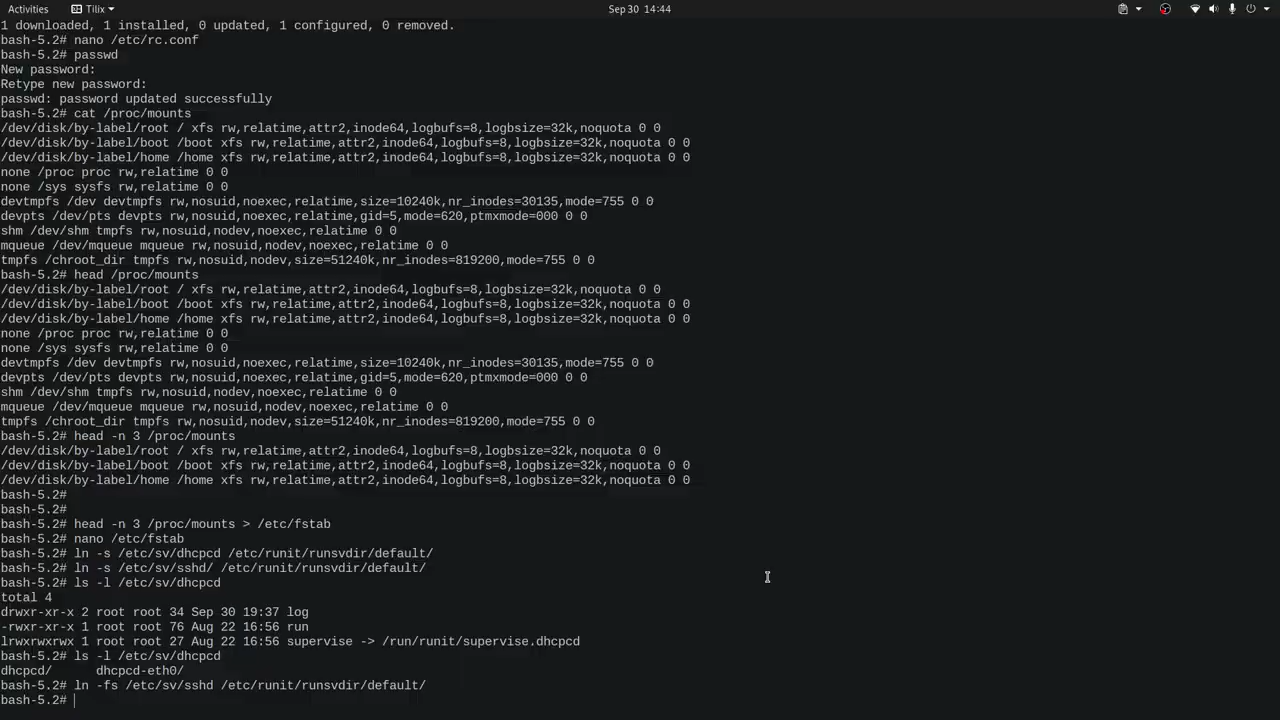 Activities Tilix Sep 30 14:44
1 downloaded, 1 installed, 0 updated, 1 configured, 0 removed.
bash-5.2# nano /etc/rc.conf
bash-5.2# passwd
New password:
Retype new password:
passwd: password updated successfully
bash-5.2# cat /proc/mounts
/dev/disk/by-label/root / xfs rw,relatime,attr2,inode64,logbufs=8,logbsize=32k,noquota 0 0
/dev/disk/by-label/boot /boot xfs rw,relatime,attr2,inode64,logbufs=8,logbsize=32k,noquota 0 0
/dev/disk/by-label/home /home xfs rw,relatime,attr2,inode64,logbufs=8,logbsize=32k,noquota 0 0
none /proc proc rw,relatime 0 0
none /sys sysfs rw,relatime 0 0
devtmpfs /dev devtmpfs rw,nosuid,noexec,relatime,size=10240k,nr_inodes=30135,mode=755 0 0
devpts /dev/pts devpts rw,nosuid,noexec,relatime,gid=5,mode=620,ptmxmode=000 0 0
shm /dev/shm tmpfs rw,nosuid,nodev,noexec,relatime 0 0
mqueue /dev/mqueue mqueue rw,nosuid,nodev,noexec,relatime 0 0
tmpfs /chroot_dir tmpfs rw,nosuid,nodev,size=51240k,nr_inodes=819200,mode=755 0 0
bash-5.2# head /proc/mounts
/dev/disk/by-label/root / xfs rw,relatime,attr2,inode64,logbufs=8,logbsize=32k,noquota 0 0
/dev/disk/by-label/boot /boot xfs rw,relatime,attr2,inode64,logbufs=8,logbsize=32k,noquota 0 0
/dev/disk/by-label/home /home xfs rw,relatime,attr2,inode64,logbufs=8,logbsize=32k,noquota 0 0
none /proc proc rw,relatime 0 0
none /sys sysfs rw,relatime 0 0
devtmpfs /dev devtmpfs rw,nosuid,noexec,relatime,size=10240k,nr_inodes=30135,mode=755 0 0
devpts /dev/pts devpts rw,nosuid,noexec,relatime,gid=5,mode=620,ptmxmode=000 0 0
shm /dev/shm tmpfs rw,nosuid,nodev,noexec,relatime 0 0
mqueue /dev/mqueue mqueue rw,nosuid,nodev,noexec,relatime 0 0
tmpfs /chroot_dir tmpfs rw,nosuid,nodev,size=51240k,nr_inodes=819200,mode=755 0 0
bash-5.2# head -n 3 /proc/mounts
/dev/disk/by-label/root / xfs rw,relatime,attr2,inode64,logbufs=8,logbsize=32k,noquota 0 0
/dev/disk/by-label/boot /boot xfs rw,relatime,attr2,inode64,logbufs=8,logbsize=32k,noquota 0 0
/dev/disk/by-label/home /home xfs rw,relatime,attr2,inode64,logbufs=8,logbsize=32k,noquota 0 0
bash-5.2#
bash-5.2#
bash-5.2# head -n 3 /proc/mounts > /etc/fstab
bash-5.2# nano /etc/fstab
bash-5.2# ln -s /etc/sv/dhcpcd /etc/runit/runsvdir/default/
bash-5.2# ln -s /etc/sv/sshd/ /etc/runit/runsvdir/default/
bash-5.2# ls -l /etc/sv/dhcpcd
total 4
drwxr-xr-x 2 root root 34 Sep 30 19:37 log
-rwxr-xr-x 1 root root 76 Aug 22 16:56 run
lrwxrwxrwx 1 root root 27 Aug 22 16:56 supervise -> /run/runit/supervise.dhcpcd
bash-5.2# ls -l /etc/sv/dhcpcd
dhcpcd/ dhcpcd-eth0/
bash-5.2# ln -fs /etc/sv/sshd /etc/runit/runsvdir/default/
bash-5.2#